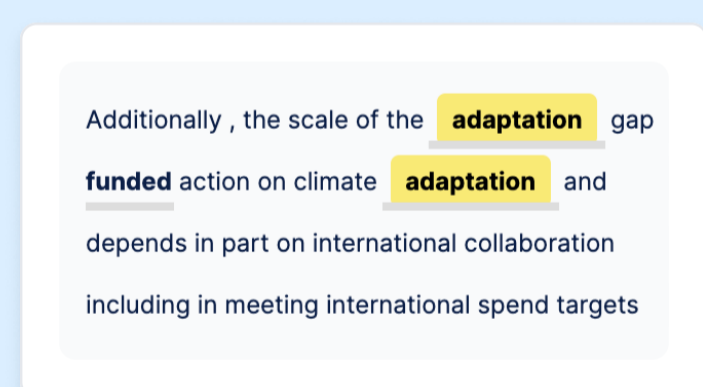 Additionally , the scale of the adaptation gap
funded action on climate adaptation and
depends in part on international collaboration
including in meeting international spend targets